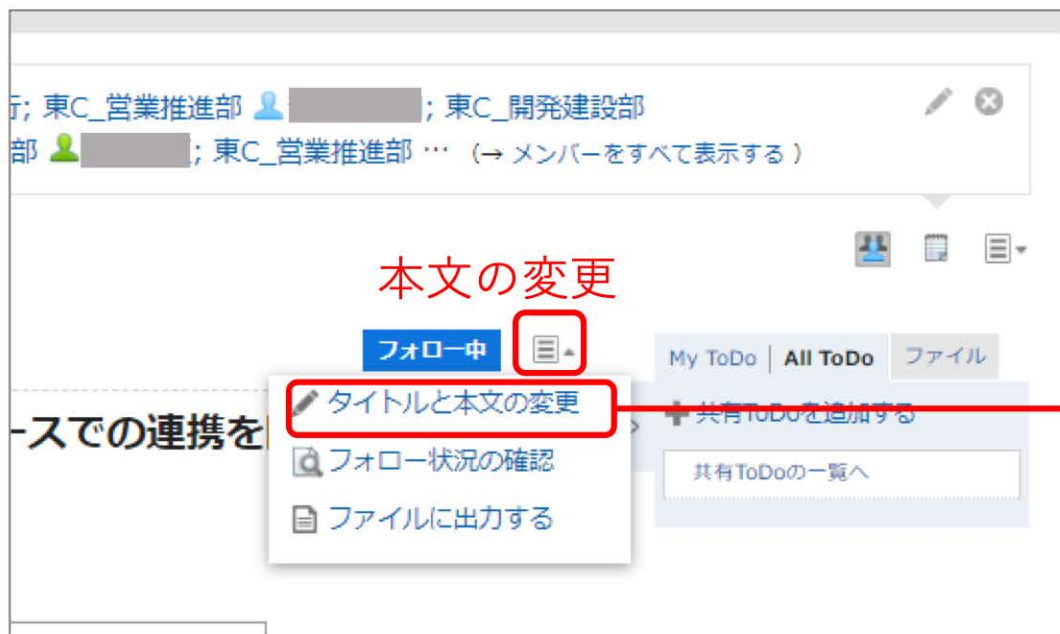 ; 東C_営業推進部 ; 東C_開発建設部
部 ; 東C_営業推進部 … (→ メンバーをすべて表示する )
本文の変更
フォロー中
My ToDo | All ToDo ファイル
タイトルと本文の変更
共有ToDoを追加する
ースでの連携を
フォロー状況の確認
共有ToDoの一覧へ
ファイルに出力する